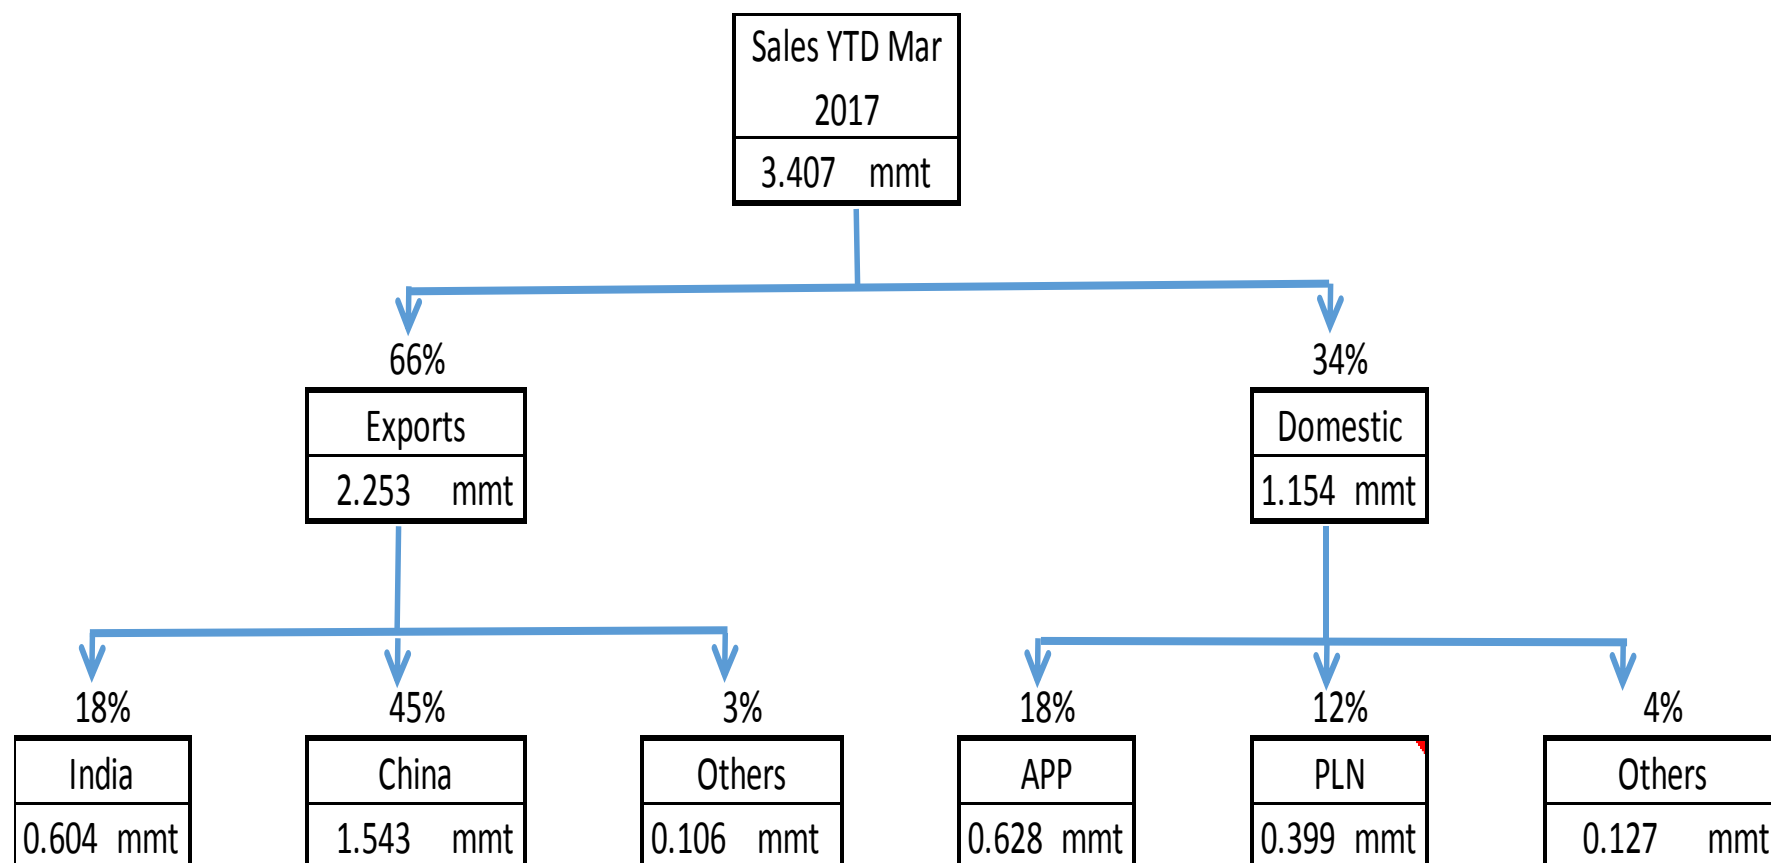 Sales YTD Mar
2017
3.407 mmt
66% 34%
Exports Domestic
2.253 mmt 1.154 mmt
18% 45% 3% 18% 12% 4%
India China Others APP PLN Others
0.604 mmt 1.543 mmt 0.106 mmt 0.628 mmt 0.399 mmt 0.127 mmt